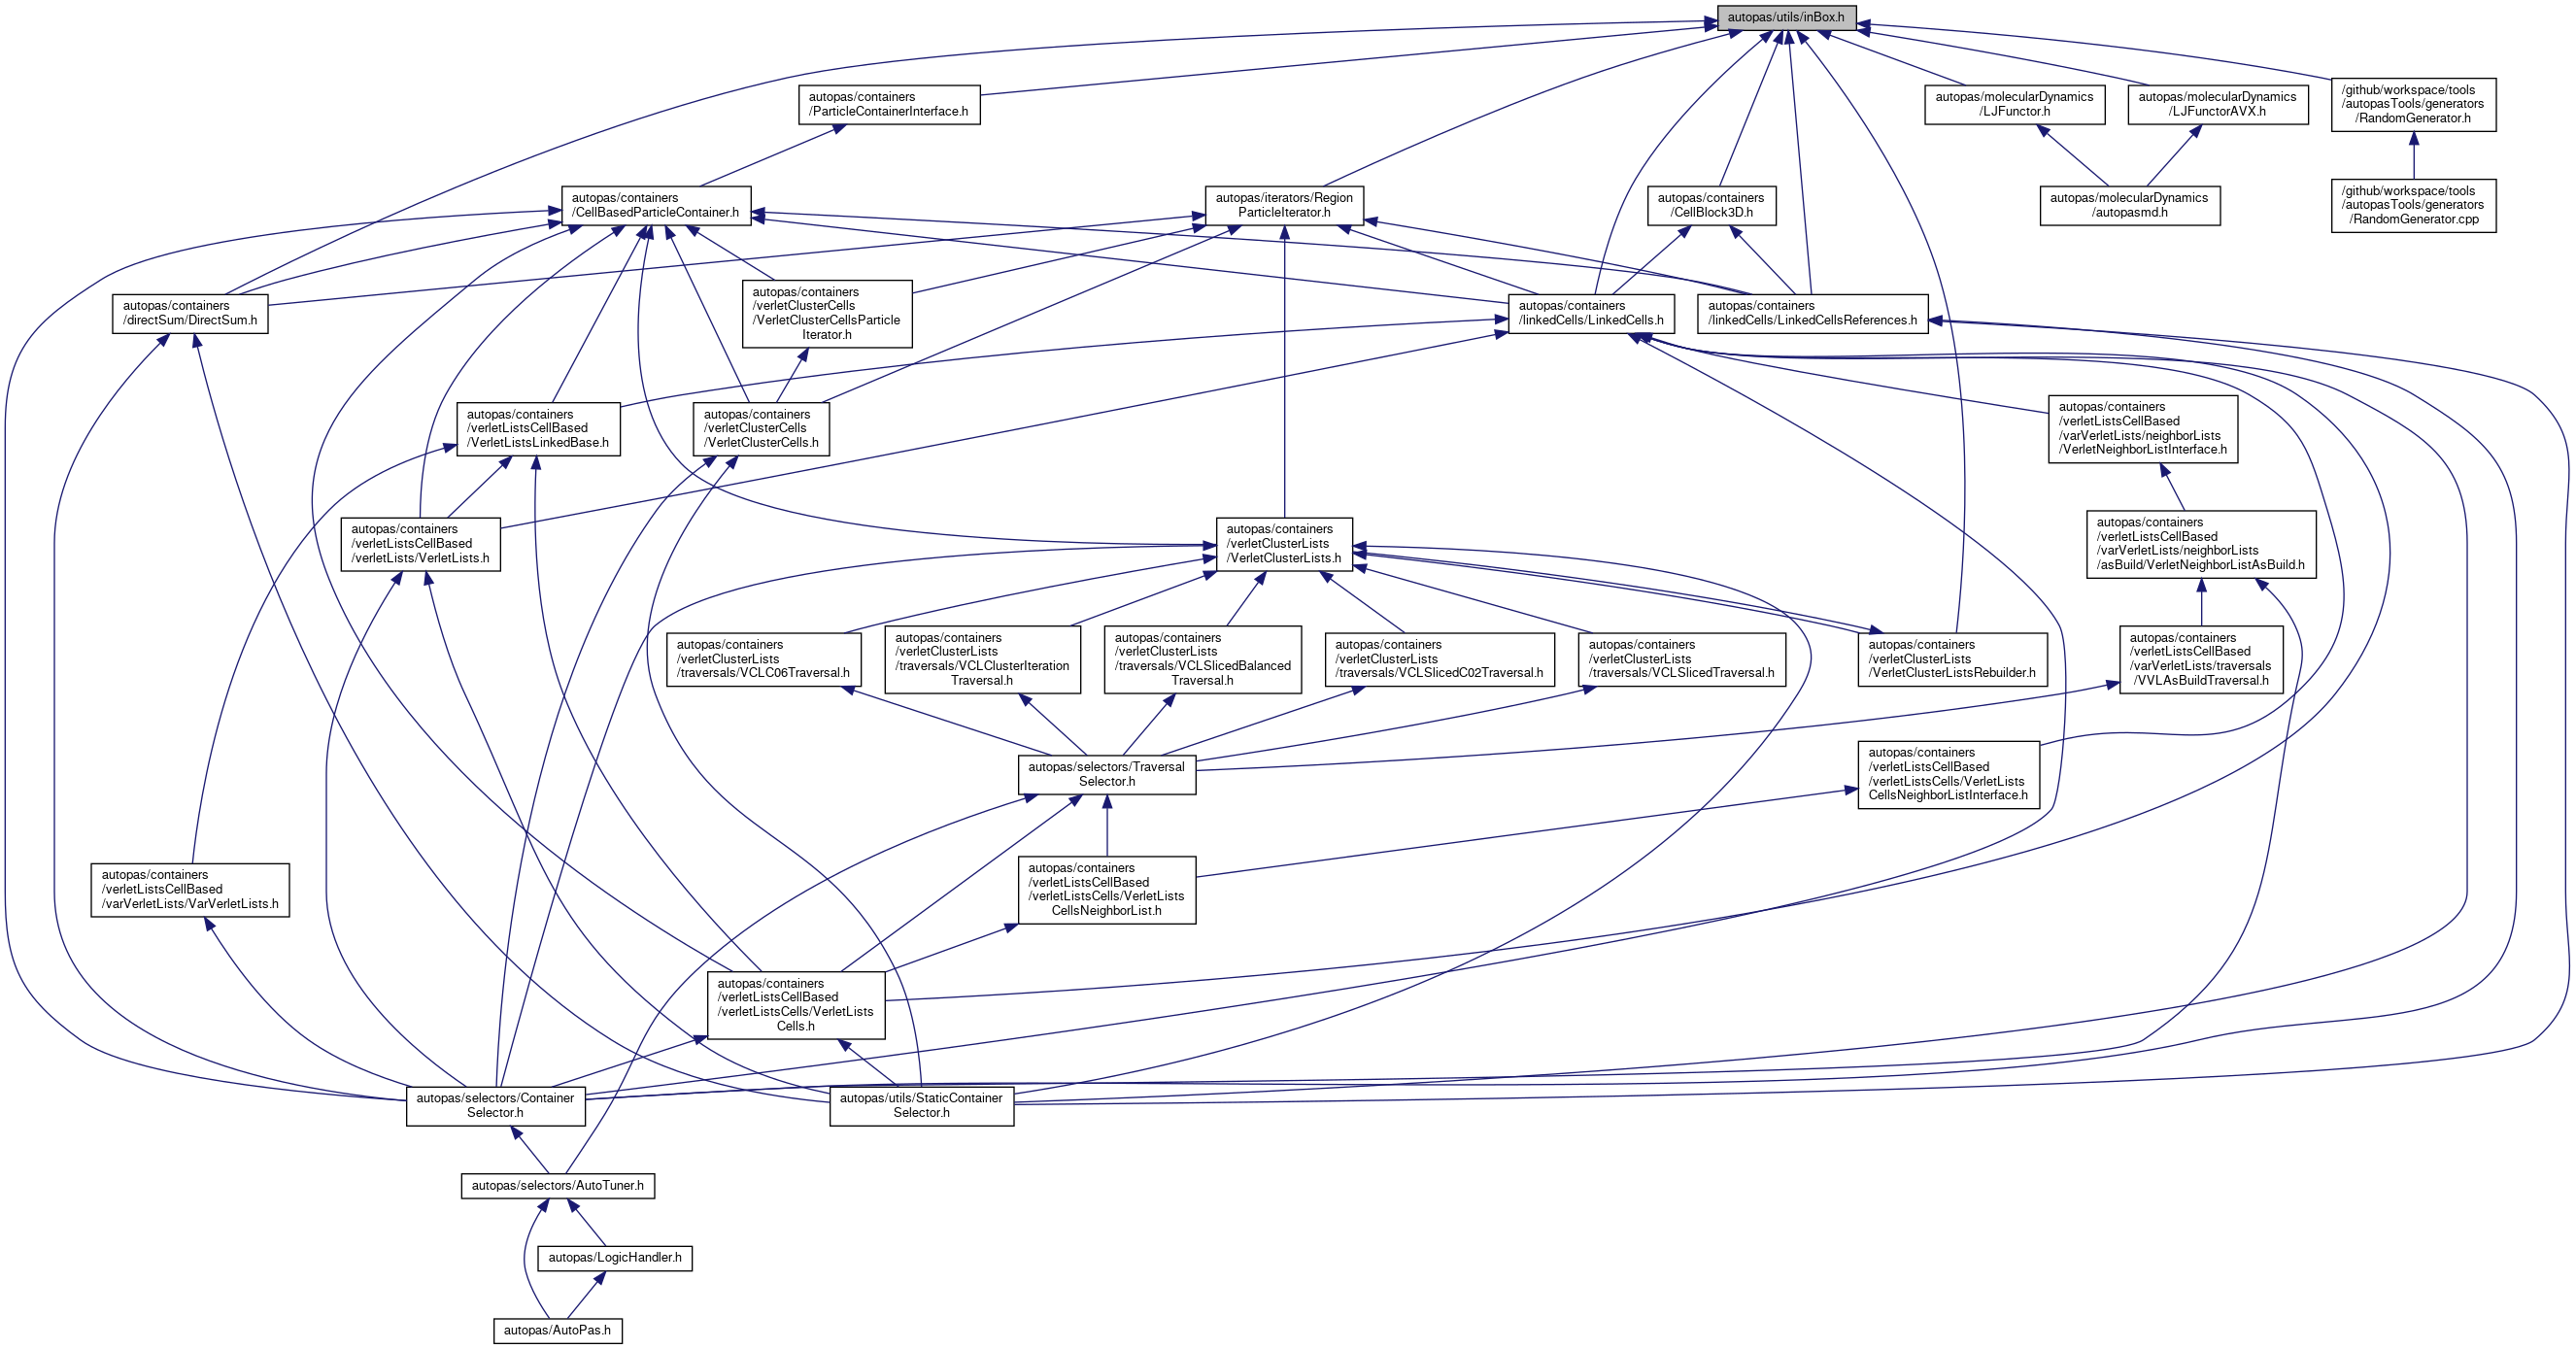 autopas/utils/inBox.h
autopas/containers
/ParticleContainerInterface.h
autopas/molecularDynamics
/LJFunctor.h
autopas/molecularDynamics
/LJFunctorAVX.h
/github/workspace/tools
/autopasTools/generators
/RandomGenerator.h
autopas/containers
/CellBasedParticleContainer.h
autopas/iterators/Region
ParticleIterator.h
autopas/containers
/CellBlock3D.h
autopas/molecularDynamics
/autopasmd.h
/github/workspace/tools
/autopasTools/generators
/RandomGenerator.cpp
autopas/containers
/directSum/DirectSum.h
autopas/containers
/verletClusterCells
/VerletClusterCellsParticle
Iterator.h
autopas/containers
/linkedCells/LinkedCells.h
autopas/containers
/linkedCells/LinkedCellsReferences.h
autopas/containers
/verletListsCellBased
/VerletListsLinkedBase.h
autopas/containers
/verletClusterCells
/VerletClusterCells.h
autopas/containers
/verletListsCellBased
/varVerletLists/neighborLists
/VerletNeighborListInterface.h
autopas/containers
/verletListsCellBased
/verletLists/VerletLists.h
autopas/containers
/verletClusterLists
/VerletClusterLists.h
autopas/containers
/verletListsCellBased
/varVerletLists/neighborLists
/asBuild/VerletNeighborListAsBuild.h
autopas/containers
/verletClusterLists
/traversals/VCLC06Traversal.h
autopas/containers
/verletClusterLists
/traversals/VCLClusterIteration
Traversal.h
autopas/containers
/verletClusterLists
/traversals/VCLSlicedBalanced
Traversal.h
autopas/containers
/verletClusterLists
/traversals/VCLSlicedC02Traversal.h
autopas/containers
/verletClusterLists
/traversals/VCLSlicedTraversal.h
autopas/containers
/verletClusterLists
/VerletClusterListsRebuilder.h
autopas/containers
/verletListsCellBased
/varVerletLists/traversals
/VVLAsBuildTraversal.h
autopas/selectors/Traversal
Selector.h
autopas/containers
/verletListsCellBased
/verletListsCells/VerletLists
CellsNeighborListInterface.h
autopas/containers
/verletListsCellBased
/varVerletLists/VarVerletLists.h
autopas/containers
/verletListsCellBased
/verletListsCells/VerletLists
CellsNeighborList.h
autopas/containers
/verletListsCellBased
/verletListsCells/VerletLists
Cells.h
autopas/selectors/Container
Selector.h
autopas/utils/StaticContainer
Selector.h
autopas/selectors/AutoTuner.h
autopas/LogicHandler.h
autopas/AutoPas.h